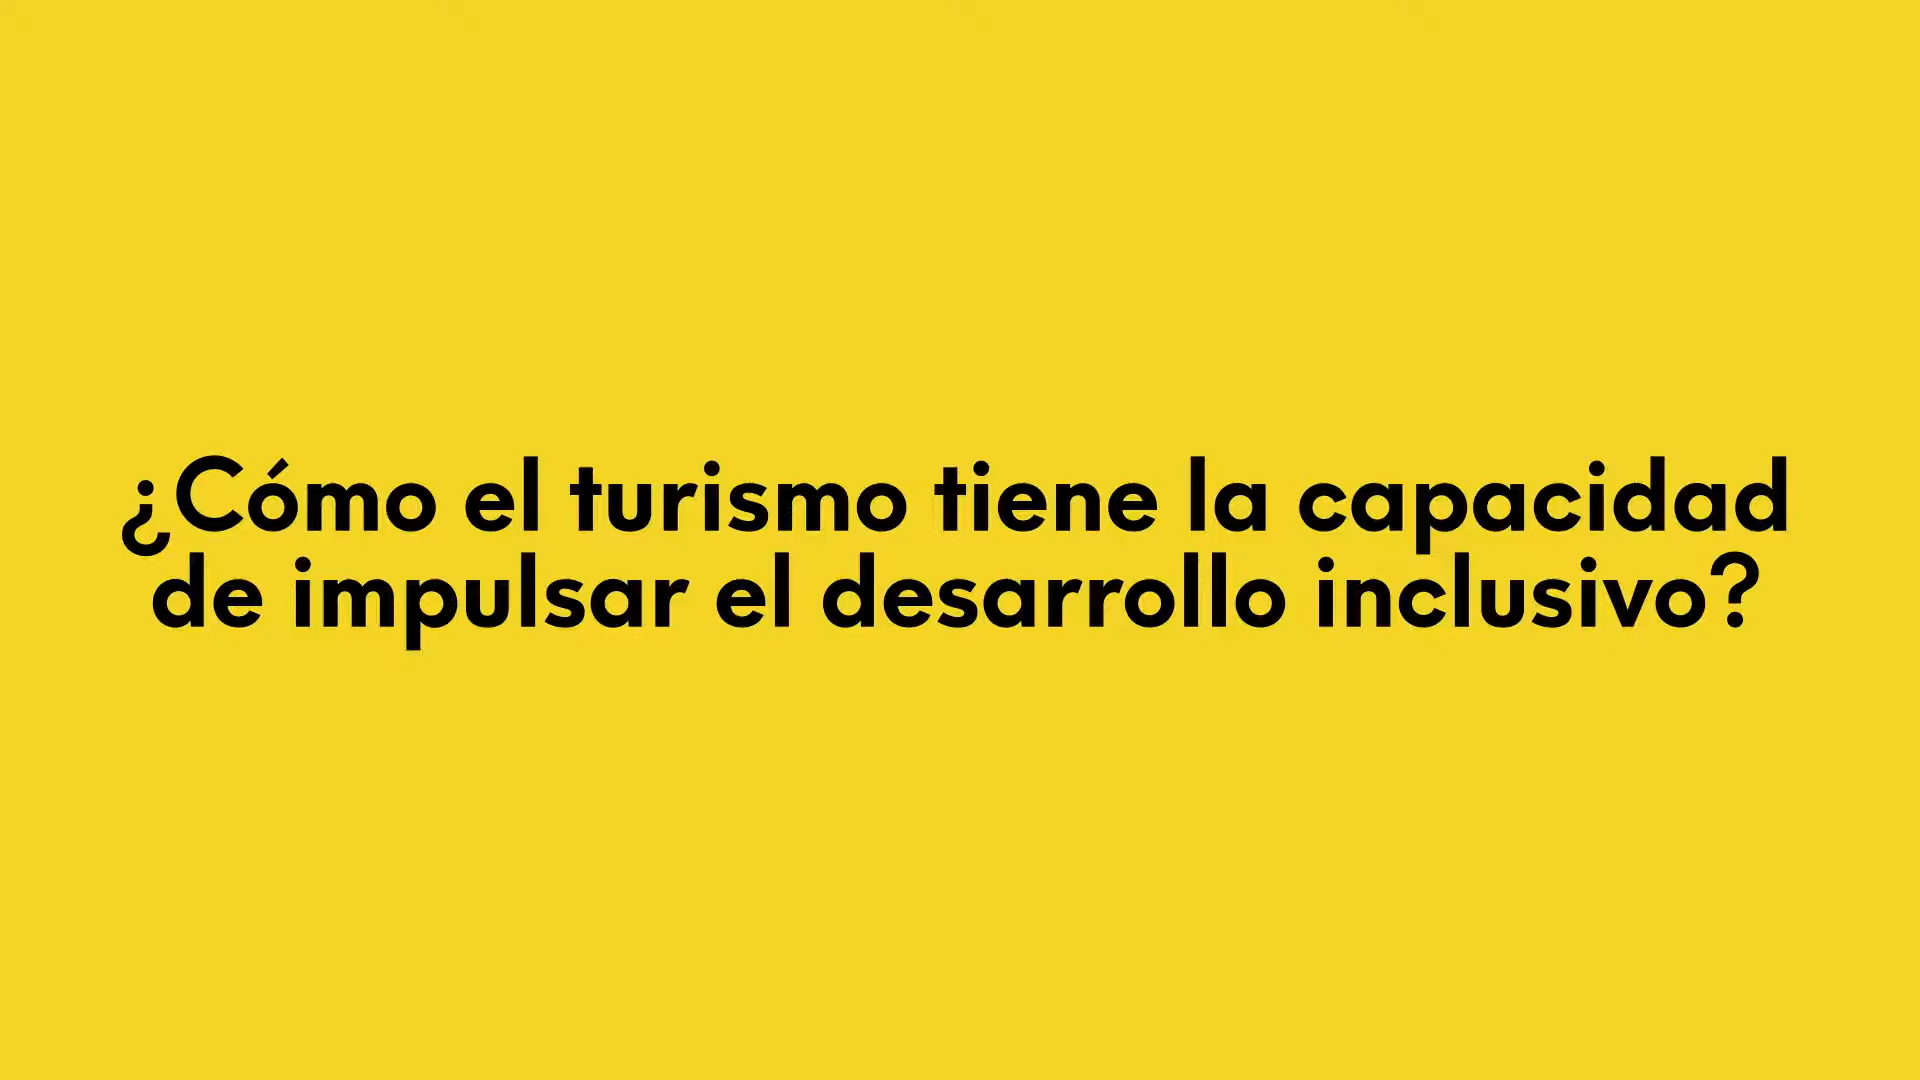 ¿Cómo el turismo tiene la capacidad
de impulsar el desarrollo inclusivo?